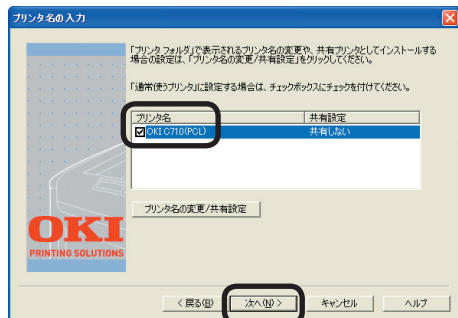 プリンタ名の入力
「プリンタ フォルダ」で表示されるプリンタ名の変更や、共有プリンタとしてインストールする
場合の設定は、「プリンタ名の変更/共有設定」をクリックしてください。
「通常使うプリンタ」に設定する場合は、チェックボックスにチェックを付けてください。
プリンタ名 共有設定
OKI C710(PCL) 共有しない
プリンタ名の変更/共有設定
OKI
PRINTING SOLUTIONS
< 戻る(B) 次へ(N) > キャンセル ヘルプ